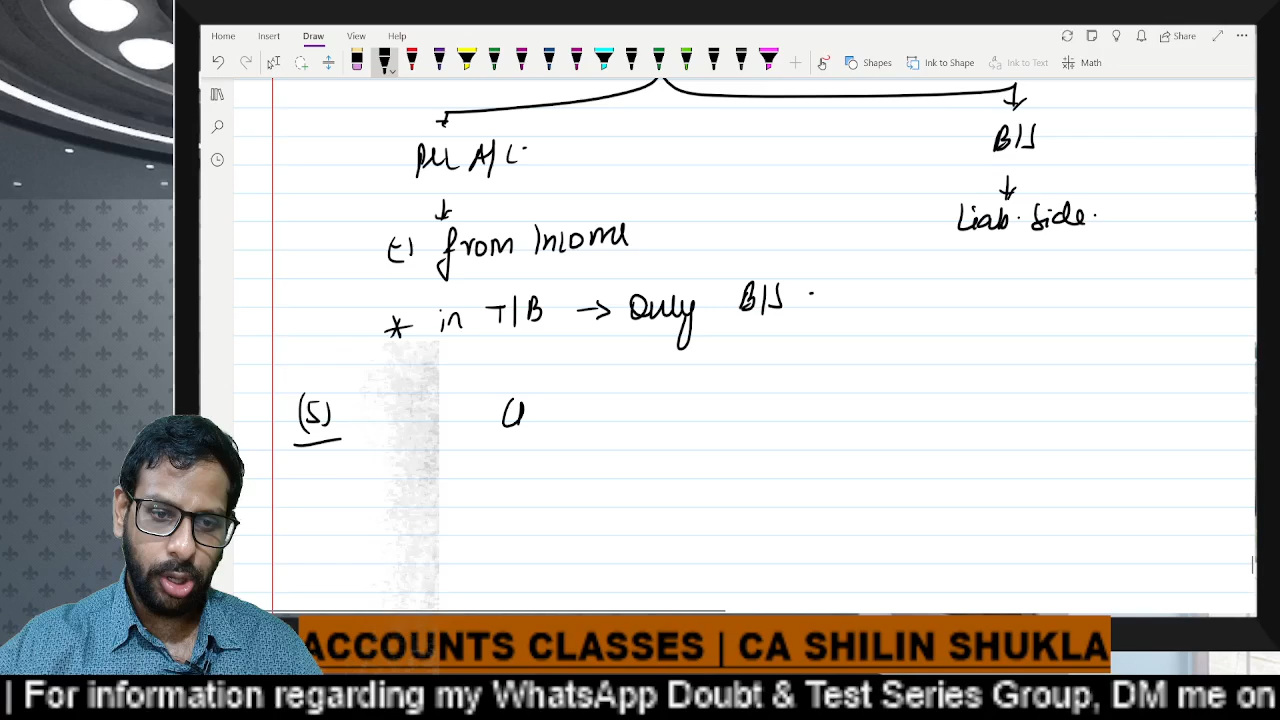 Home Insert Draw View Help Share
Shapes Ink to Shape Ink to Text Math
P&L A/C
B/S
(-) from Income
Liab. Side.
* in T/B → Only B/S
(5)
ACCOUNTS CLASSES | CA SHILIN SHUKLA
| For information regarding my WhatsApp Doubt & Test Series Group, DM me on